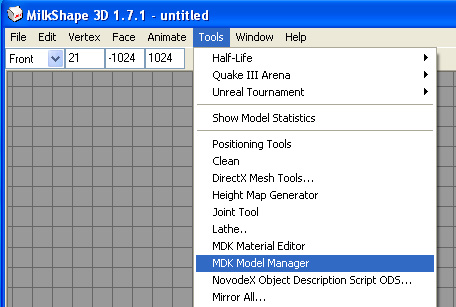 MilkShape 3D 1.7.1 - untitled
File Edit Vertex Face Animate Tools Window Help
Front 21 -1024 1024
Half-Life
Quake III Arena
Unreal Tournament
Show Model Statistics
Positioning Tools
Clean
DirectX Mesh Tools...
Height Map Generator
Joint Tool
Lathe..
MDK Material Editor
MDK Model Manager
NovodeX Object Description Script ODS...
Mirror All...